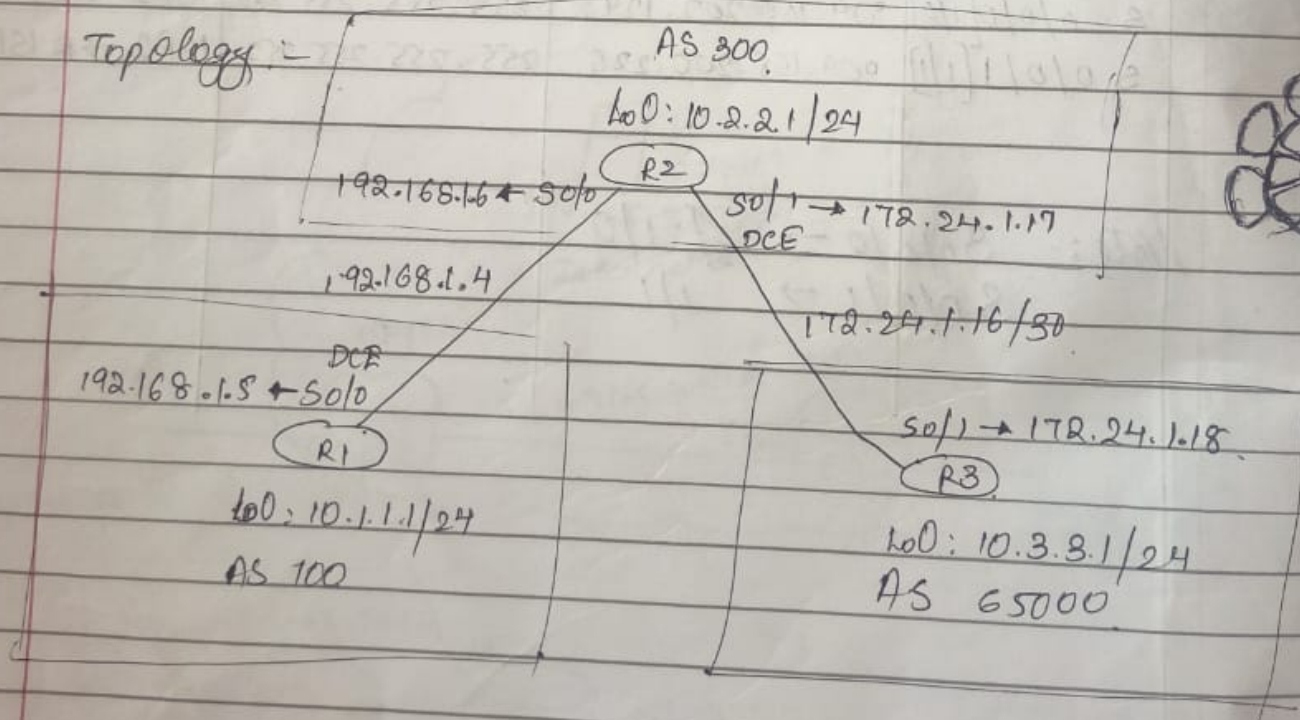 Topology :-
AS 300.
Lo0: 10.2.2.1/24
R2
192.168.1.6 ← S0/0
S0/1 → 172.24.1.17
DCE
192.168.1.4
172.24.1.16/30
DCE
192.168.1.5 ← S0/0
R1
S0/1 → 172.24.1.18
R3
Lo0: 10.1.1.1/24
AS 100
Lo0: 10.3.3.1/24
AS 65000